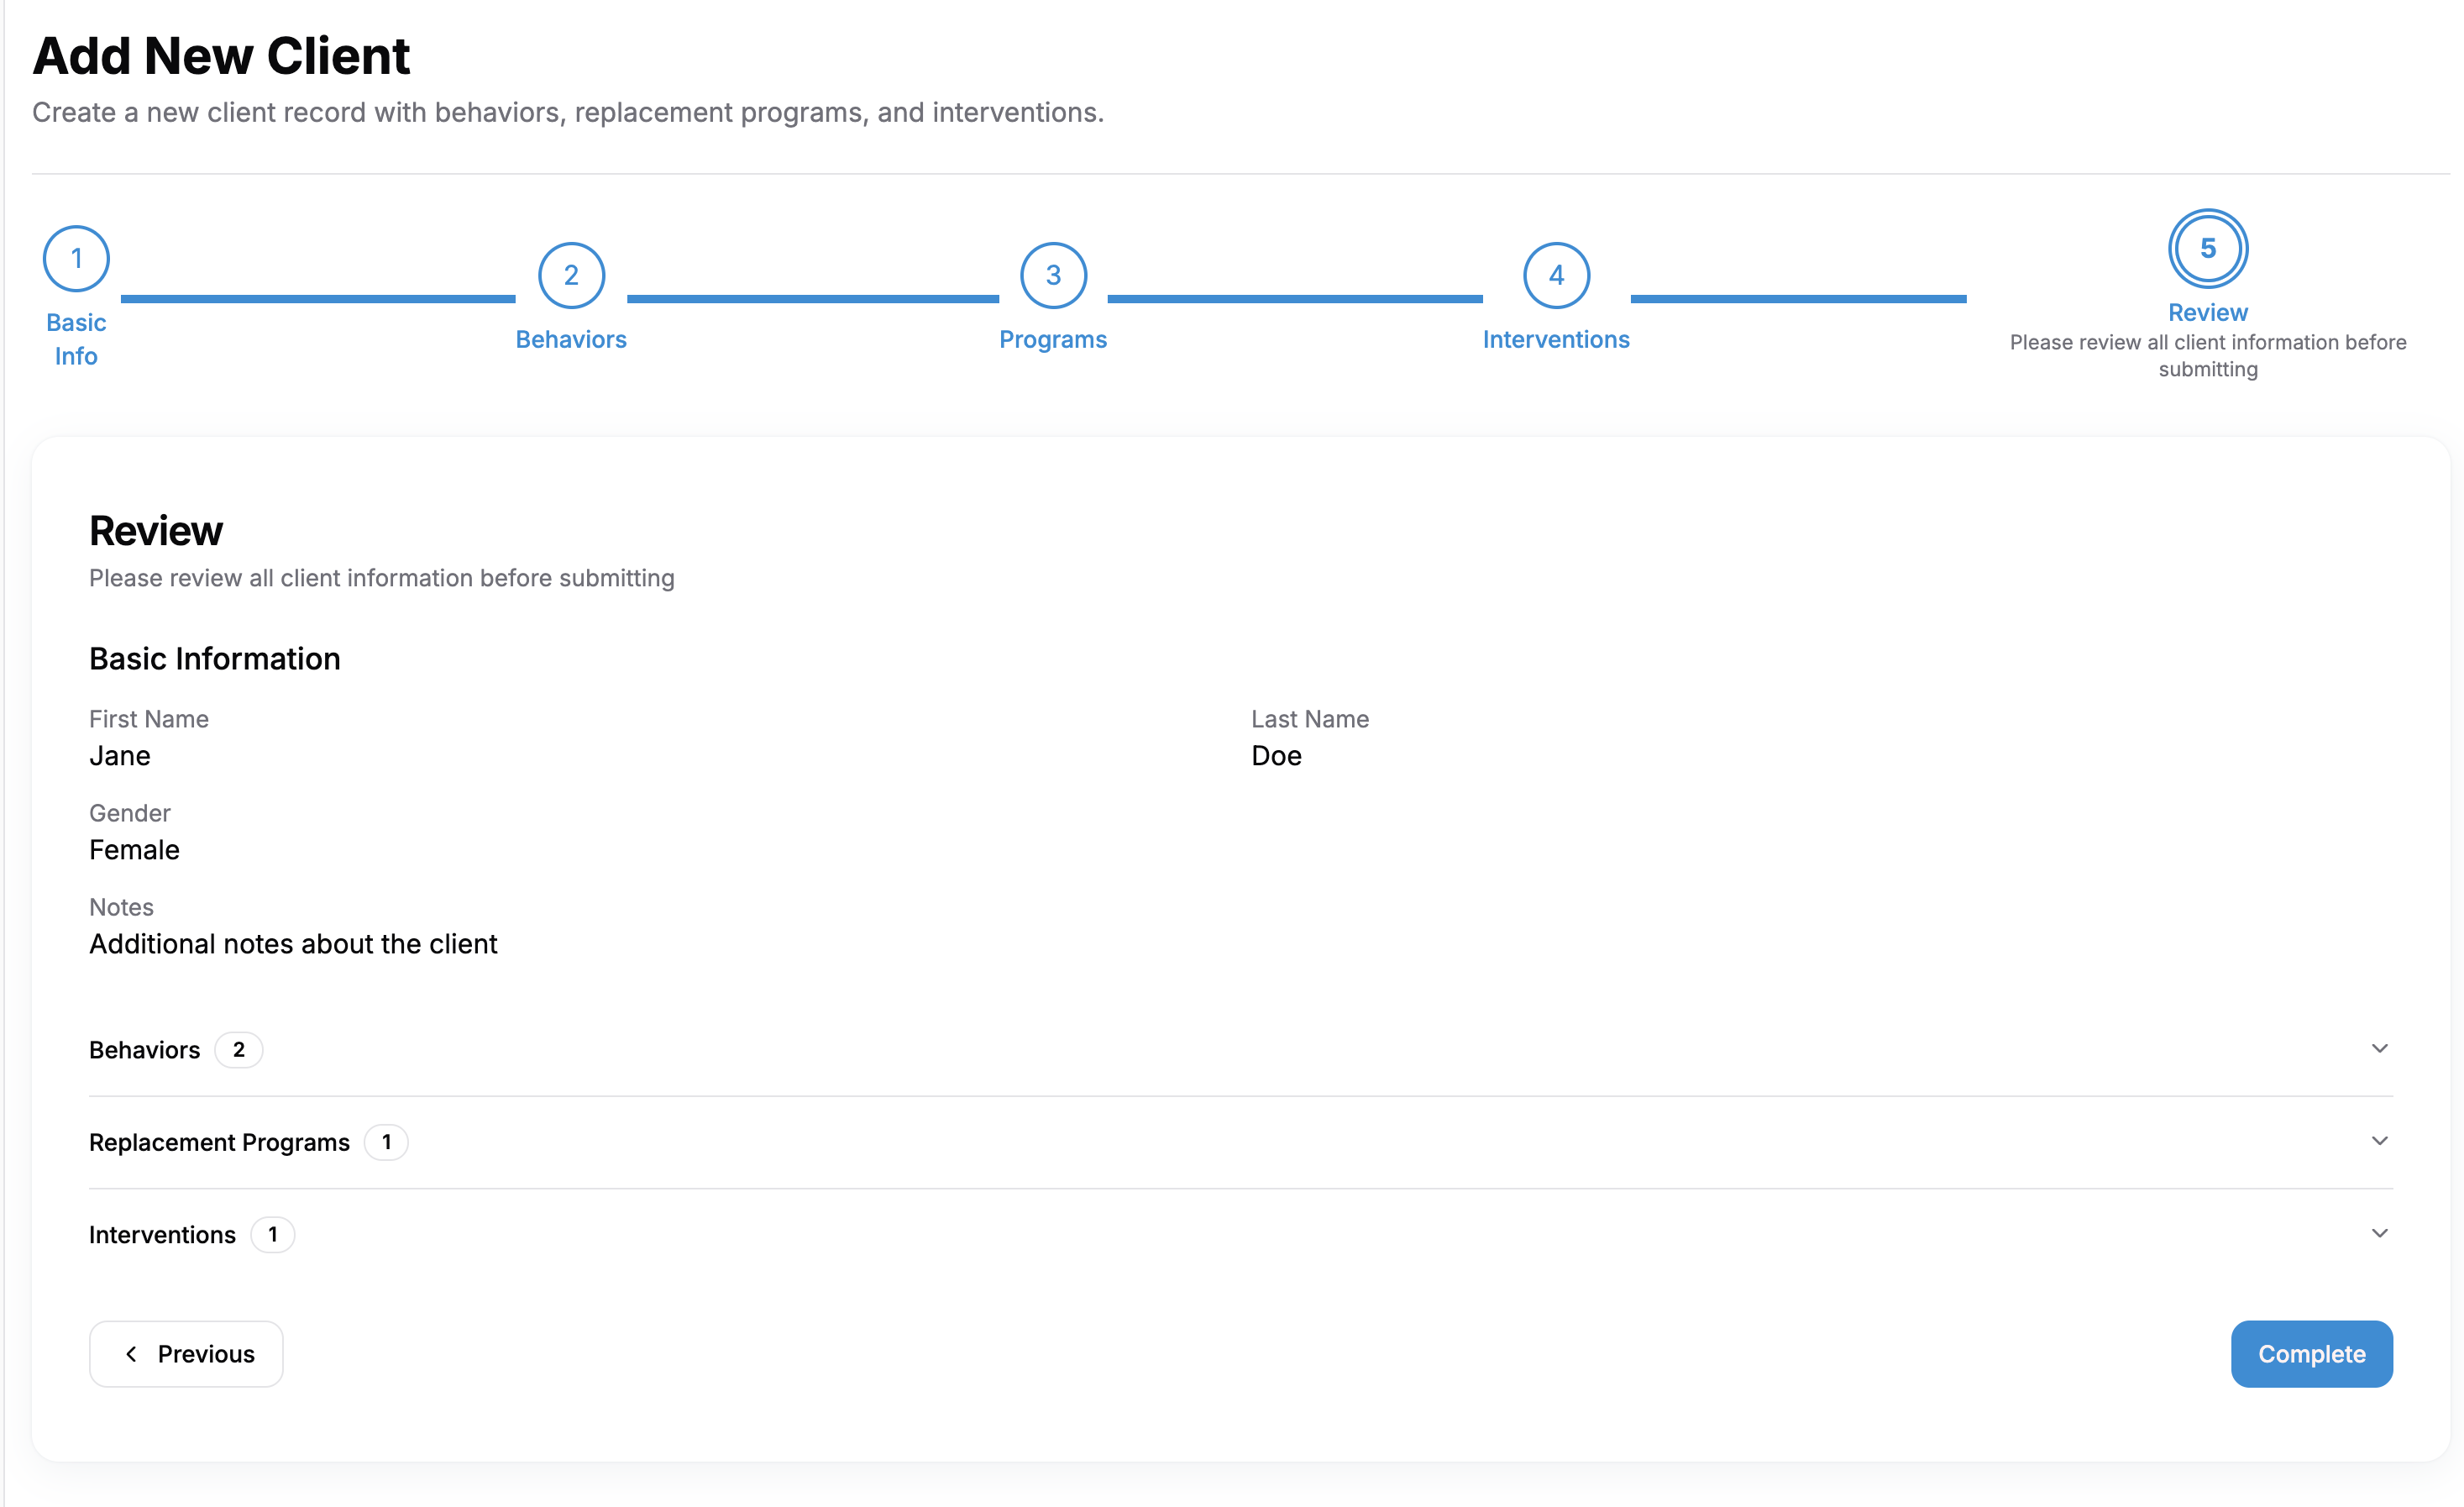 Add New Client
Create a new client record with behaviors, replacement programs, and interventions.
1
Basic
Info
2
Behaviors
3
Programs
4
Interventions
5
Review
Please review all client information before
submitting
Review
Please review all client information before submitting
Basic Information
First Name
Jane
Last Name
Doe
Gender
Female
Notes
Additional notes about the client
Behaviors 2
Replacement Programs 1
Interventions 1
Previous
Complete